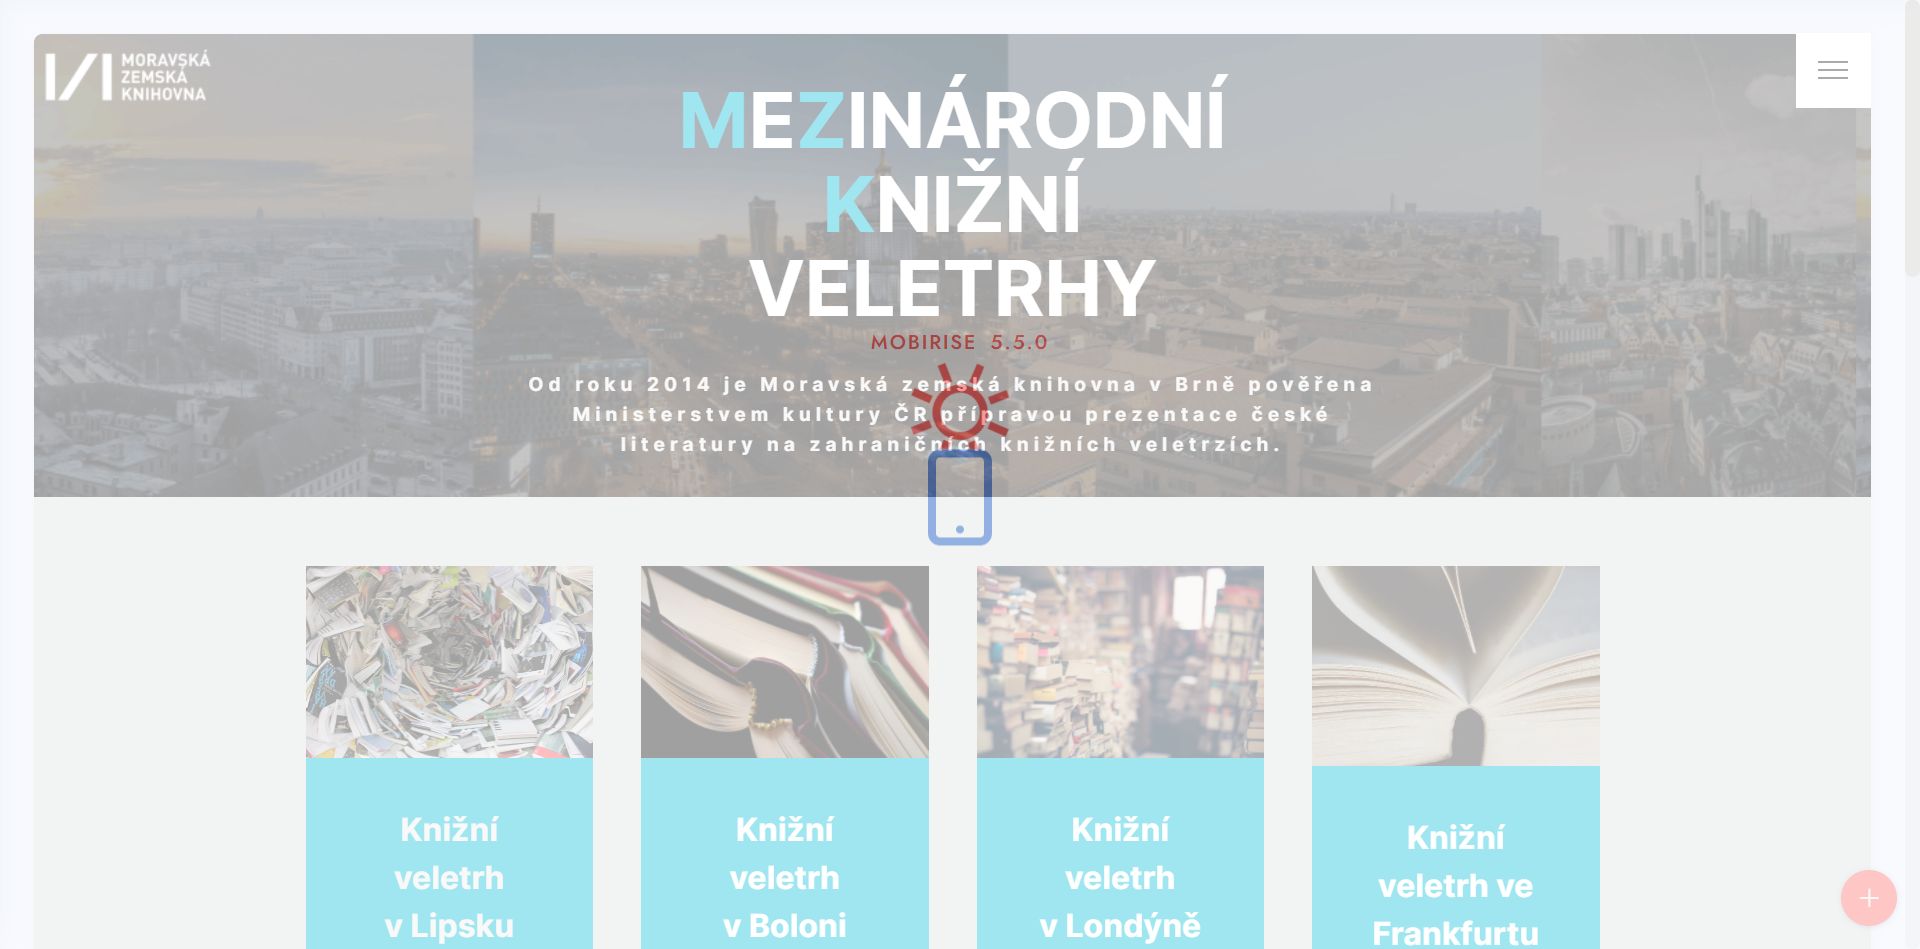 MORAVSKÁ
ZEMSKÁ
KNIHOVNA
MEZINÁRODNÍ
KNIŽNÍ
VELETRHY
MOBIRISE 5.5.0
Od roku 2014 je Moravská zemská knihovna v Brně pověřena
Ministerstvem kultury ČR přípravou prezentace české
literatury na zahraničních knižních veletrzích.
Knižní
veletrh
v Lipsku
Knižní
veletrh
v Boloni
Knižní
veletrh
v Londýně
Knižní
veletrh ve
Frankfurtu